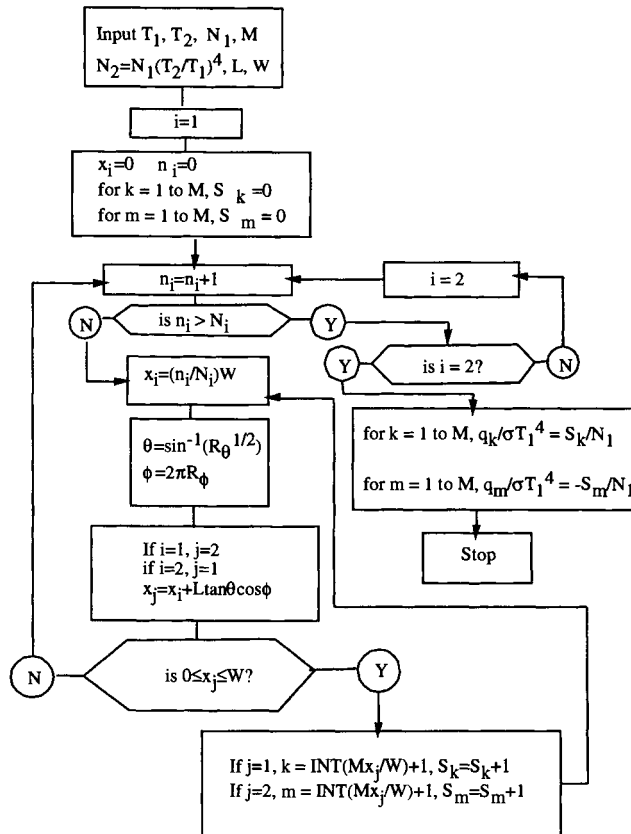 Input T₁, T₂, N₁, M
N₂=N₁(T₂/T₁)⁴, L, W
i=1
xᵢ=0 nᵢ=0
for k = 1 to M, S ₖ=0
for m = 1 to M, S ₘ = 0
nᵢ=nᵢ+1
i = 2
N
is nᵢ > Nᵢ
Y
Y
is i = 2?
N
xᵢ=(nᵢ/Nᵢ)W
θ=sin⁻¹(R_θ^1/2)
ϕ=2πR_ϕ
for k = 1 to M, qₖ/σT₁⁴ = Sₖ/N₁
for m = 1 to M, qₘ/σT₁⁴ = -Sₘ/N₁
If i=1, j=2
if i=2, j=1
xⱼ=xᵢ+Ltanθcosϕ
Stop
N
is 0≤xⱼ≤W?
Y
If j=1, k = INT(Mxⱼ/W)+1, Sₖ=Sₖ+1
If j=2, m = INT(Mxⱼ/W)+1, Sₘ=Sₘ+1